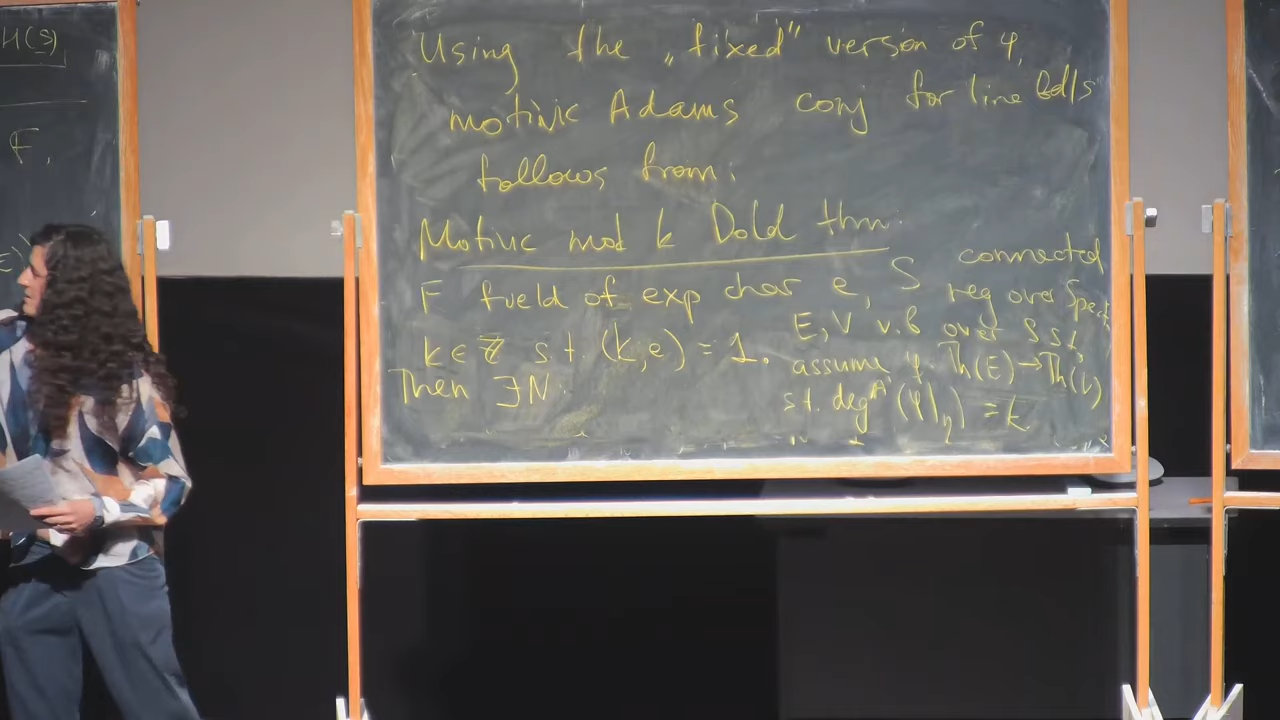 H(S)
F,
Using the „fixed" version of φ,
motivic Adams conj for line bdls
follows from:
Motivic mod k Dold thm.
F field of exp char e, S connected
reg over Spec F
k∈ℤ s.t. (k,e) = 1. E, V v.b over S s.t.
assume φ: Th(E)→Th(V)
Then ∃N: s.t. deg^A¹(φ|η) = k